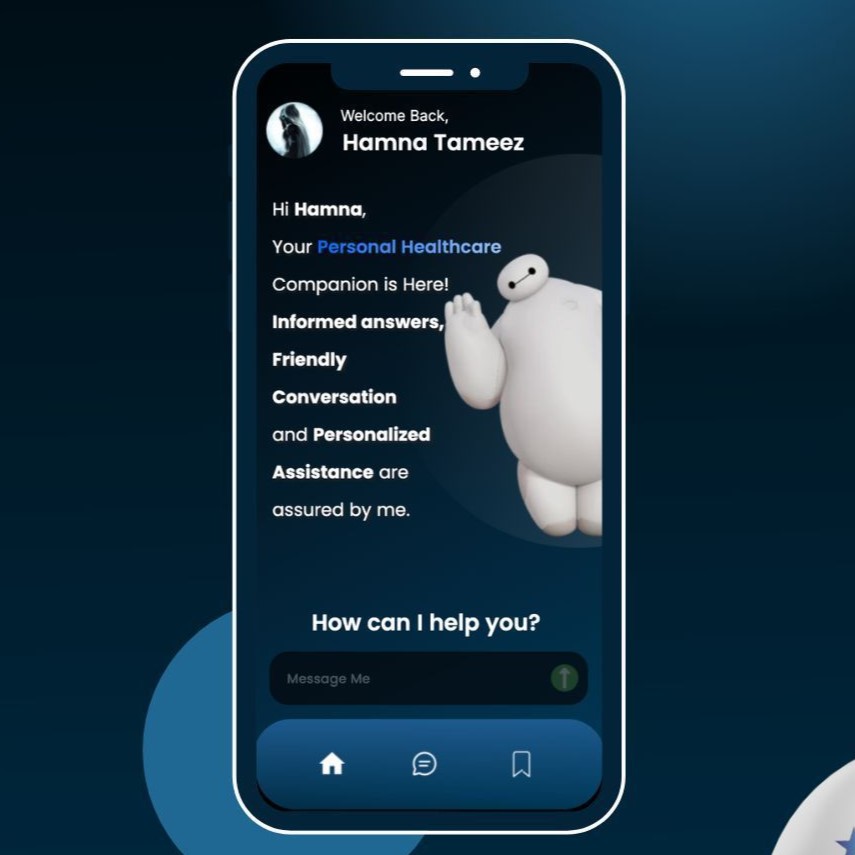 Welcome Back,
Hamna Tameez
Hi Hamna,
Your Personal Healthcare
Companion is Here!
Informed answers,
Friendly
Conversation
and Personalized
Assistance are
assured by me.
How can I help you?
Message Me